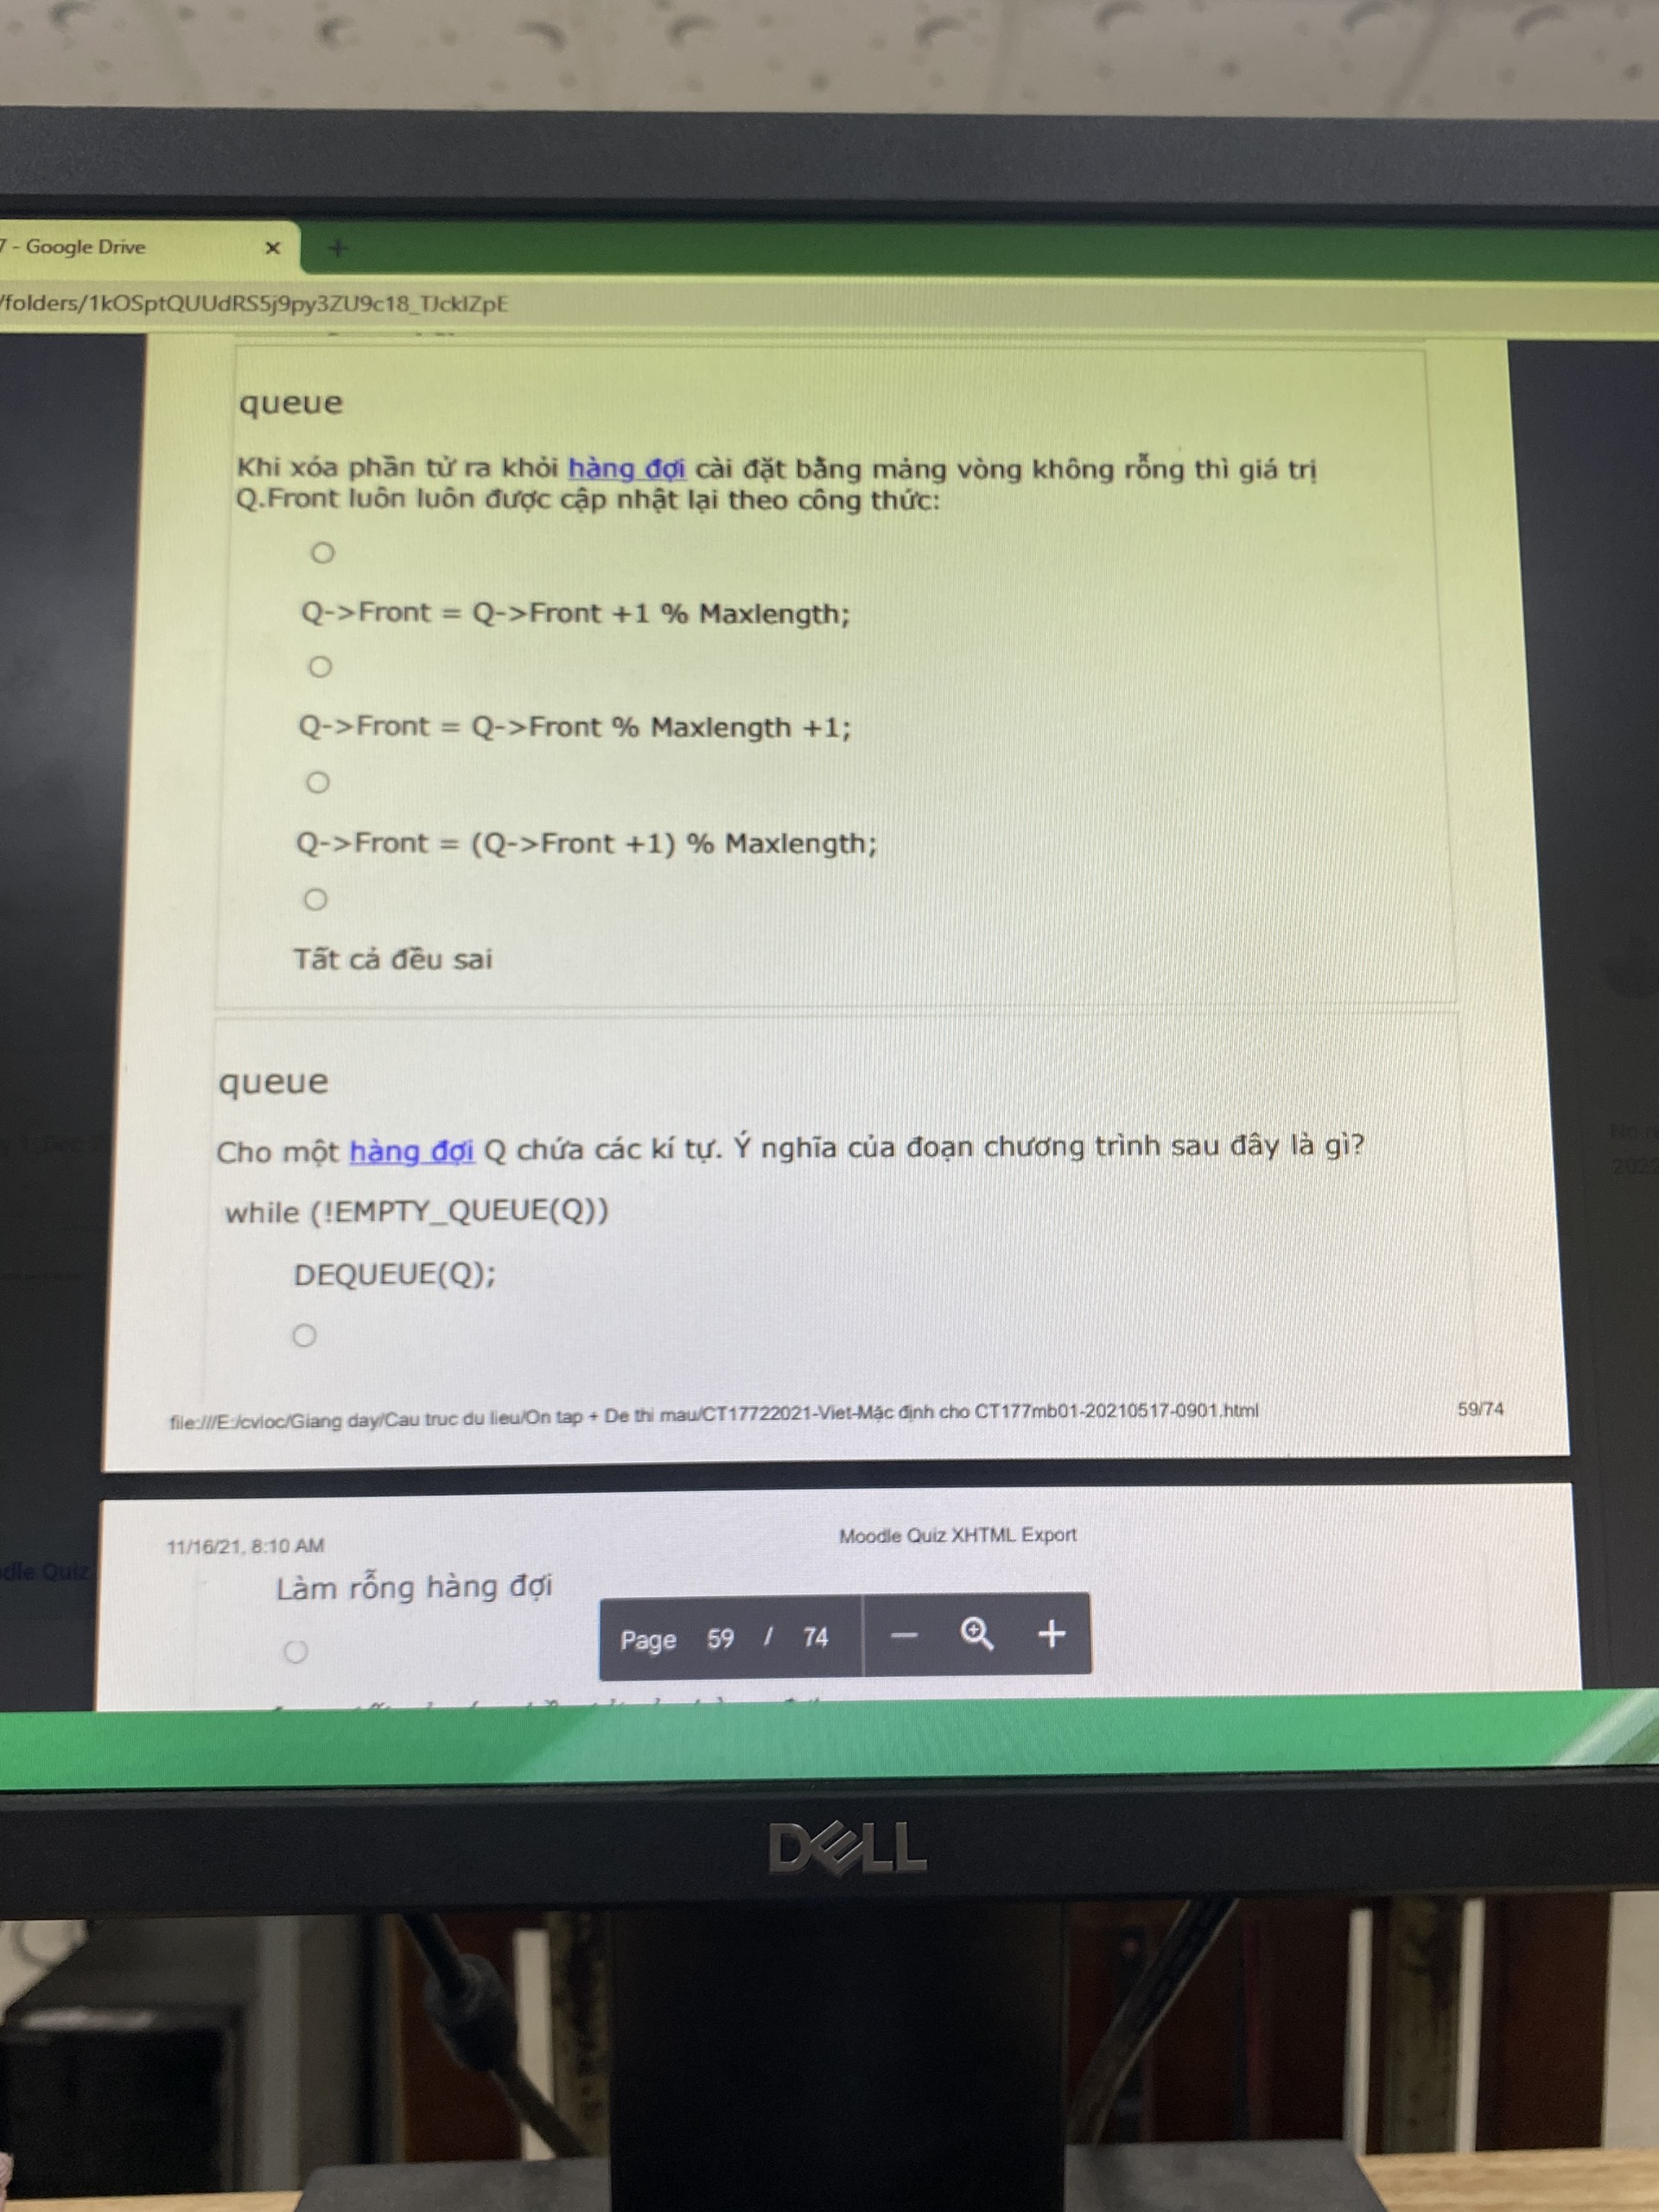 7 - Google Drive
/folders/1kOSptQUUdRS5j9py3ZU9c18_TJcklZpE
queue
Khi xóa phần tử ra khỏi hàng đợi cài đặt bằng mảng vòng không rỗng thì giá trị
Q.Front luôn luôn được cập nhật lại theo công thức:
Q->Front = Q->Front +1 % Maxlength;
Q->Front = Q->Front % Maxlength +1;
Q->Front = (Q->Front +1) % Maxlength;
Tất cả đều sai
queue
Cho một hàng đợi Q chứa các kí tự. Ý nghĩa của đoạn chương trình sau đây là gì?
while (!EMPTY_QUEUE(Q))
DEQUEUE(Q);
file:///E:/cvloc/Giang day/Cau truc du lieu/On tap + De thi mau/CT17722021-Viet-Mặc định cho CT177mb01-20210517-0901.html
59/74
11/16/21, 8:10 AM
Moodle Quiz XHTML Export
Làm rỗng hàng đợi
Page 59 / 74
DELL